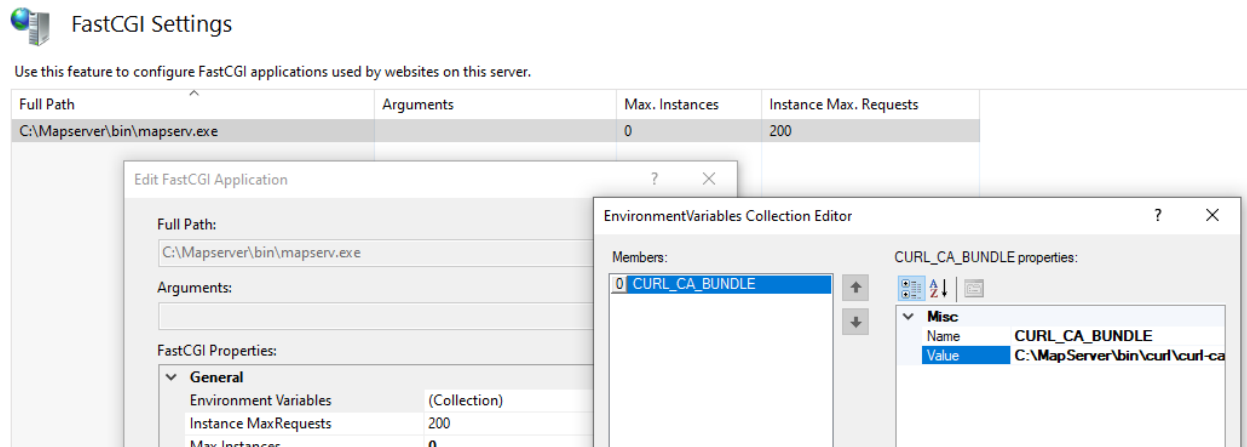 FastCGI Settings
Use this feature to configure FastCGI applications used by websites on this server.
Full Path Arguments Max. Instances Instance Max. Requests
C:\Mapserver\bin\mapserv.exe 0 200
Edit FastCGI Application ? ×
Full Path:
C:\Mapserver\bin\mapserv.exe
Arguments:
FastCGI Properties:
General
Environment Variables (Collection)
Instance MaxRequests 200
Max Instances 0
EnvironmentVariables Collection Editor ? ×
Members:
0 CURL_CA_BUNDLE
CURL_CA_BUNDLE properties:
A Z
Misc
Name CURL_CA_BUNDLE
Value C:\MapServer\bin\curl\curl-ca